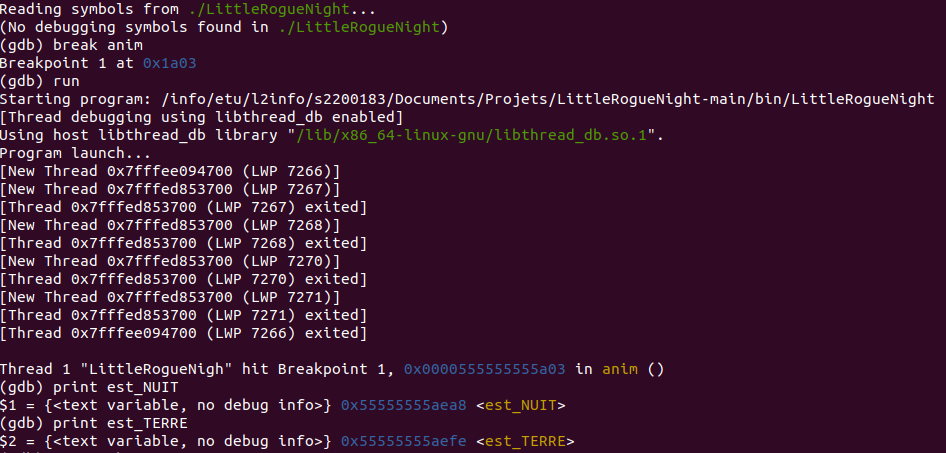 Reading symbols from ./LittleRogueNight...
(No debugging symbols found in ./LittleRogueNight)
(gdb) break anim
Breakpoint 1 at 0x1a03
(gdb) run
Starting program: /info/etu/l2info/s2200183/Documents/Projets/LittleRogueNight-main/bin/LittleRogueNight
[Thread debugging using libthread_db enabled]
Using host libthread_db library "/lib/x86_64-linux-gnu/libthread_db.so.1".
Program launch...
[New Thread 0x7fffee094700 (LWP 7266)]
[New Thread 0x7fffed853700 (LWP 7267)]
[Thread 0x7fffed853700 (LWP 7267) exited]
[New Thread 0x7fffed853700 (LWP 7268)]
[Thread 0x7fffed853700 (LWP 7268) exited]
[New Thread 0x7fffed853700 (LWP 7270)]
[Thread 0x7fffed853700 (LWP 7270) exited]
[New Thread 0x7fffed853700 (LWP 7271)]
[Thread 0x7fffed853700 (LWP 7271) exited]
[Thread 0x7fffee094700 (LWP 7266) exited]
Thread 1 "LittleRogueNigh" hit Breakpoint 1, 0x0000555555555a03 in anim ()
(gdb) print est_NUIT
$1 = {<text variable, no debug info>} 0x55555555aea8 <est_NUIT>
(gdb) print est_TERRE
$2 = {<text variable, no debug info>} 0x55555555aefe <est_TERRE>